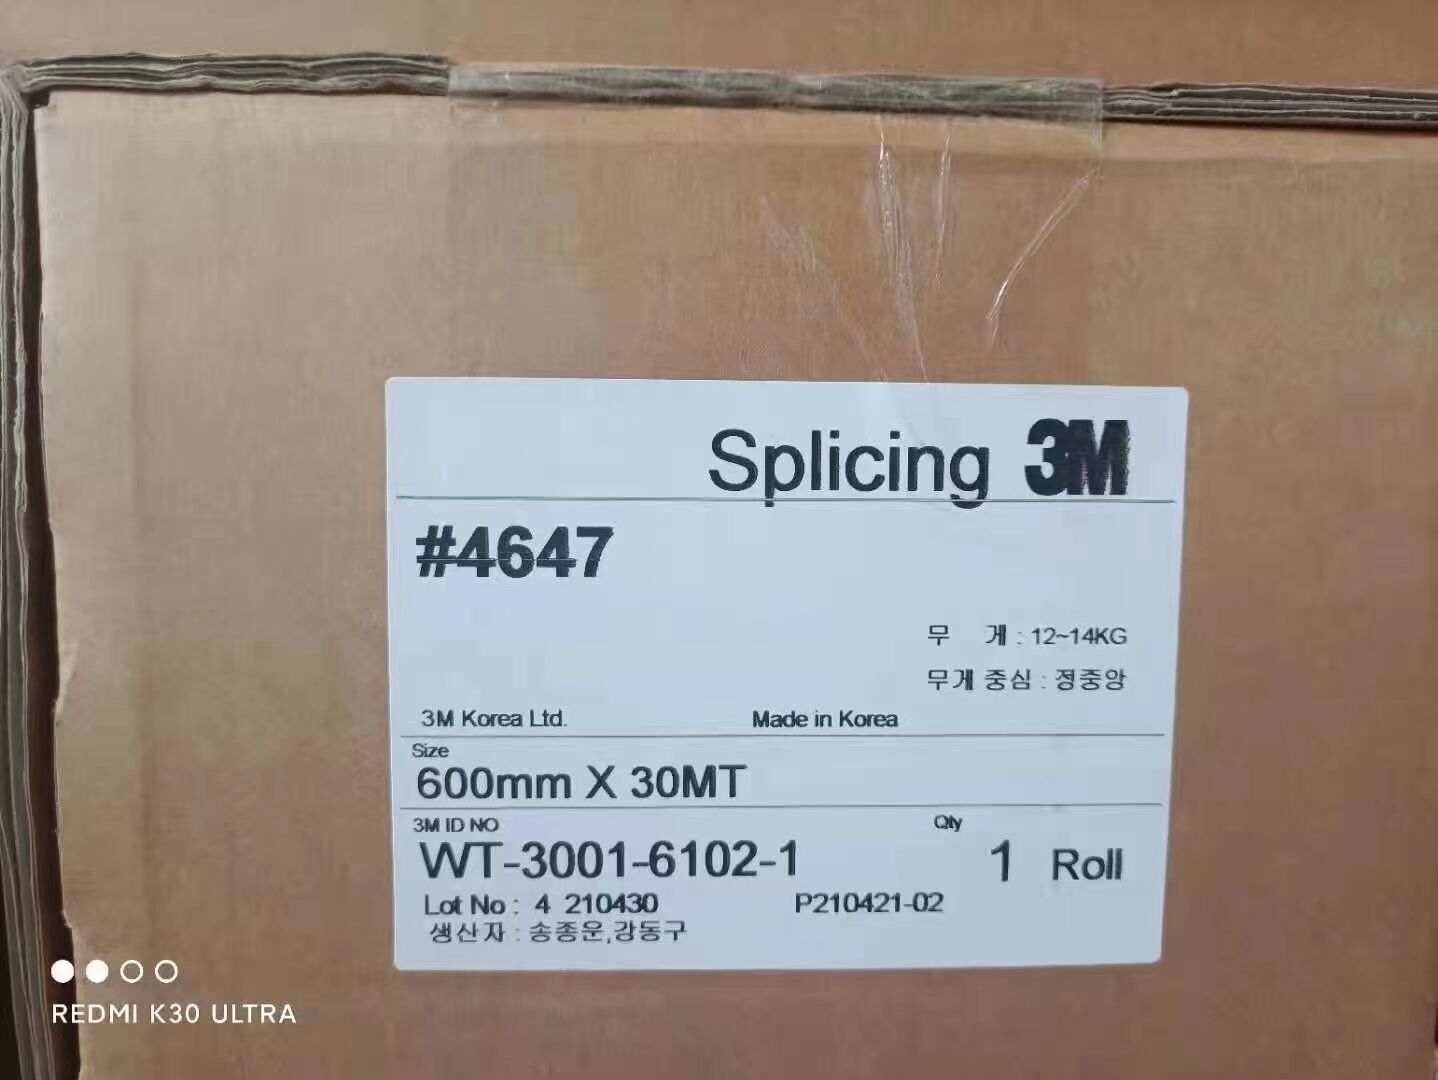 Splicing 3M
#4647
무 게 : 12~14KG
무게 중심 : 정중앙
3M Korea Ltd. Made in Korea
Size
600mm X 30MT
3M ID NO Qty
WT-3001-6102-1 1 Roll
Lot No : 4 210430 P210421-02
생산자 : 송종운,강동구
REDMI K30 ULTRA